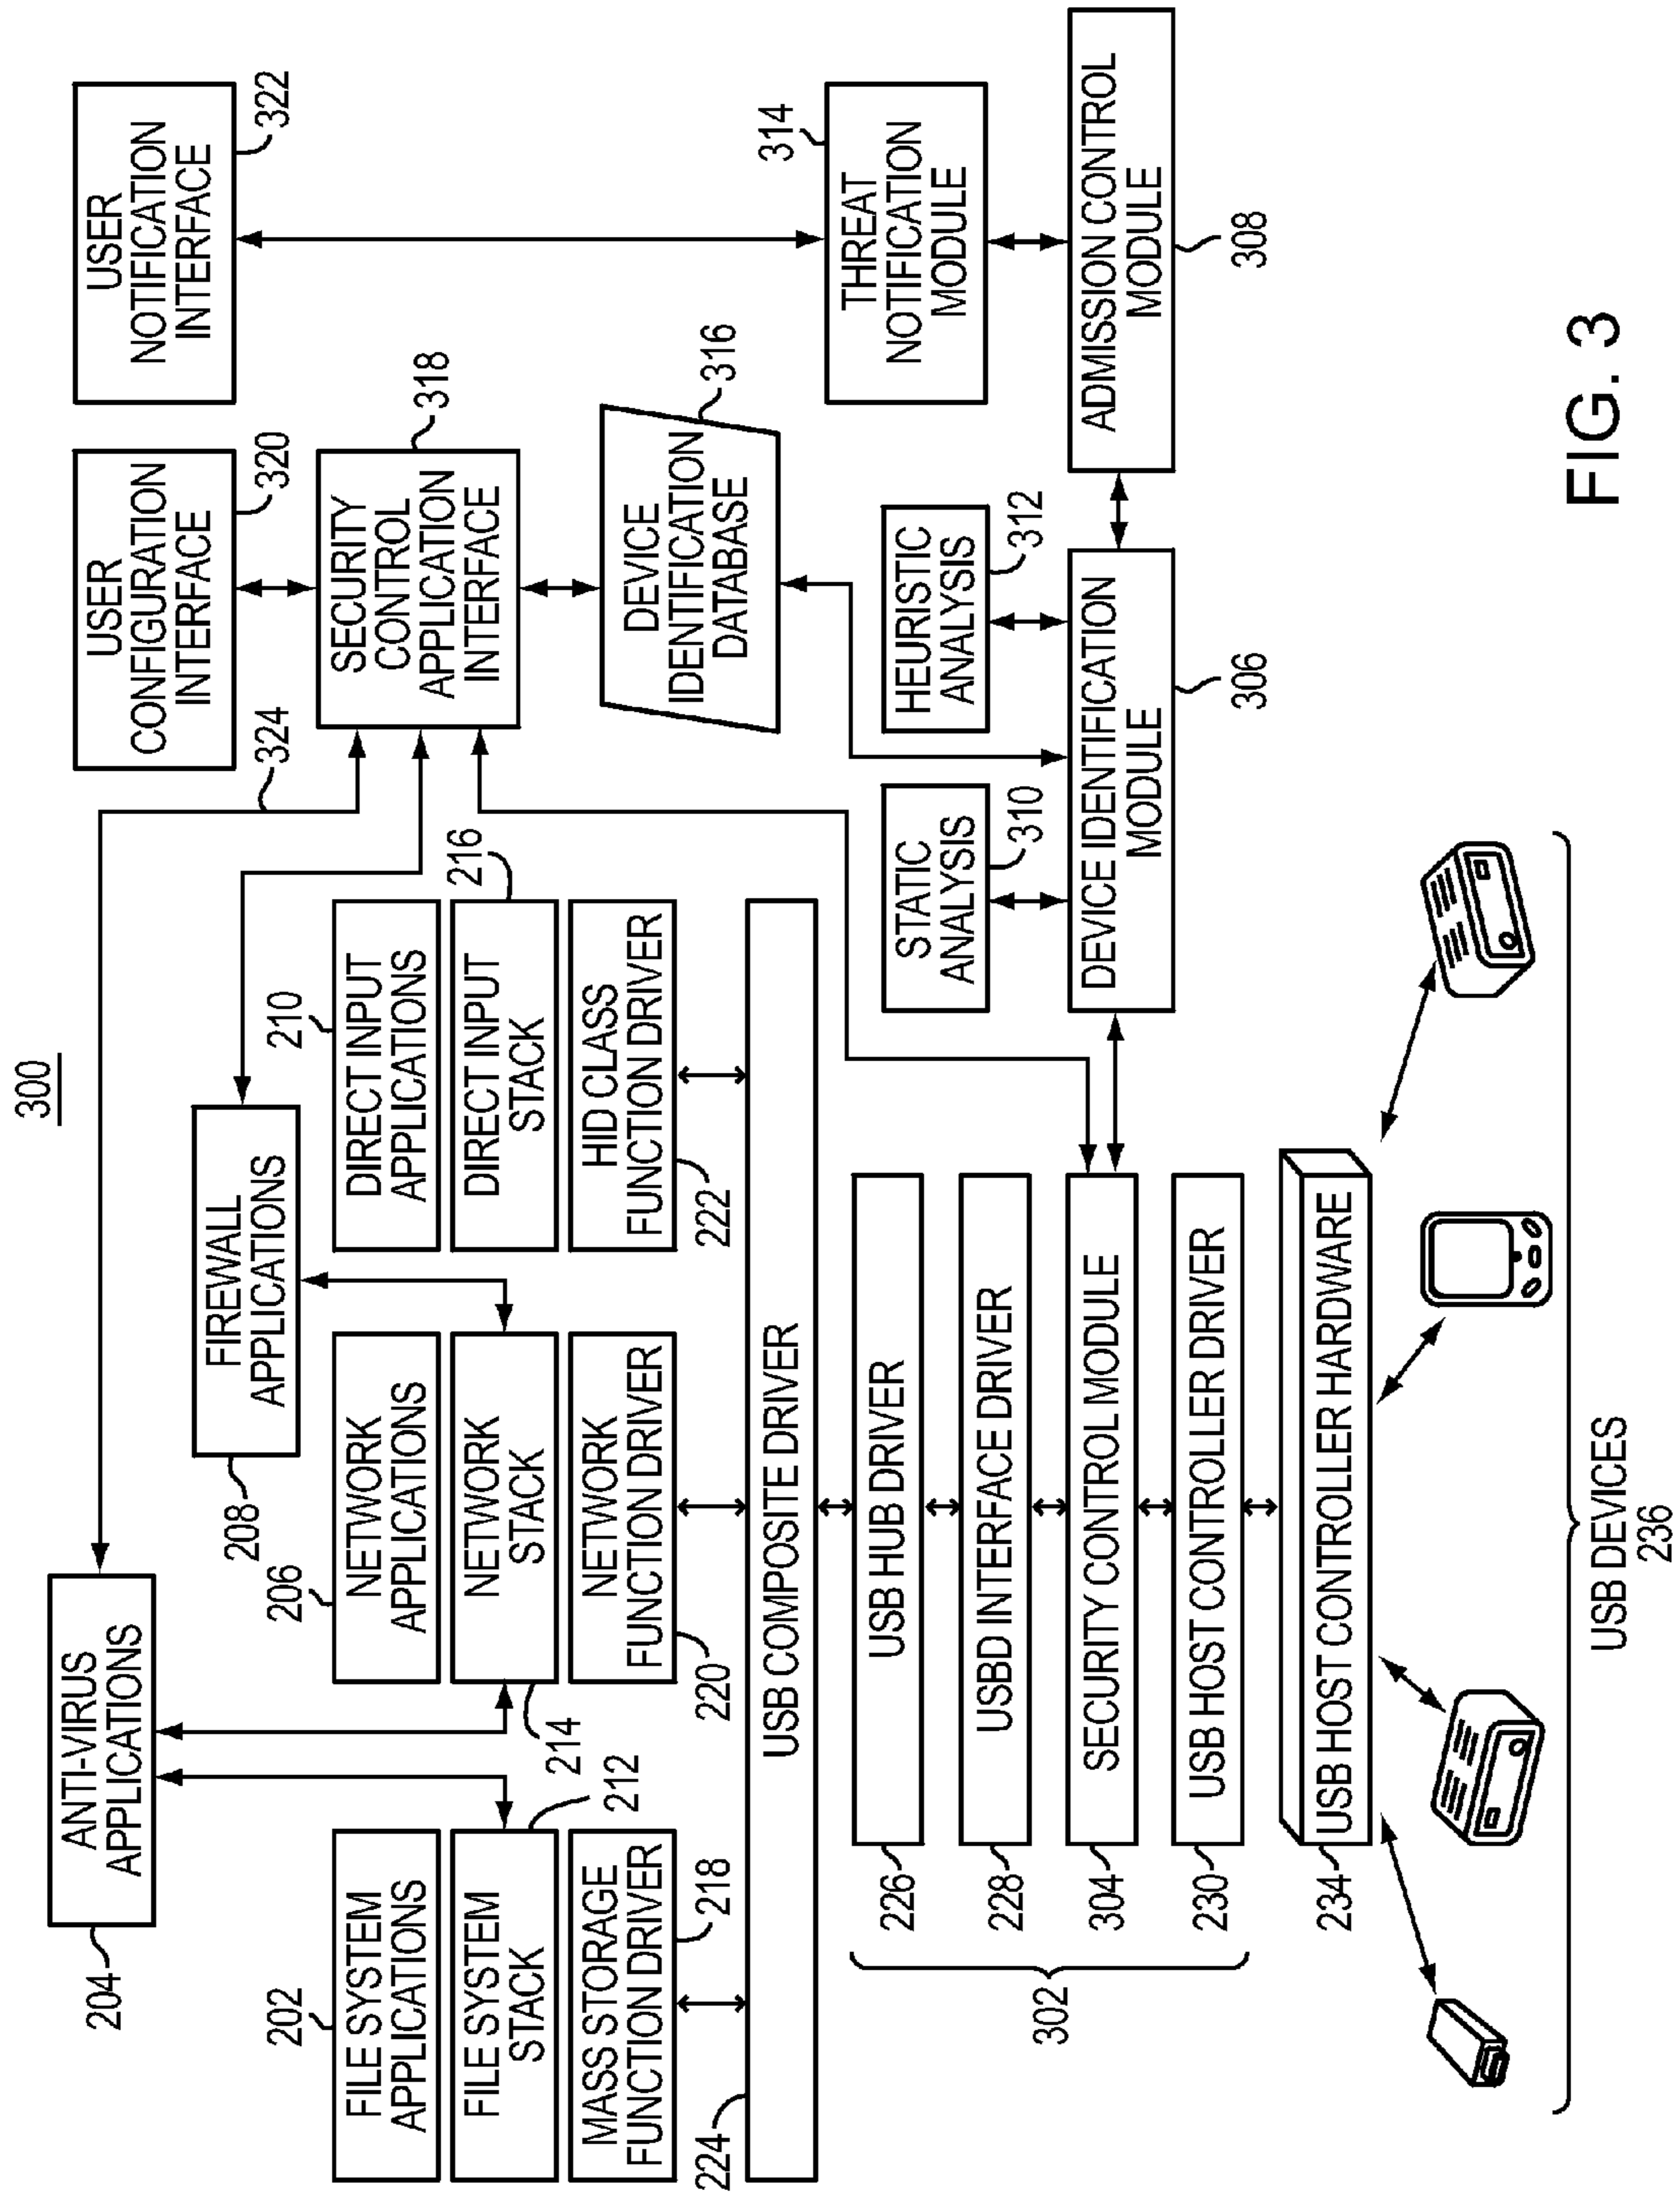 300
USER
CONFIGURATION
INTERFACE
320
USER
NOTIFICATION
INTERFACE
322
204
ANTI-VIRUS
APPLICATIONS
324
208
FIREWALL
APPLICATIONS
SECURITY
CONTROL
APPLICATION
INTERFACE
318
202
FILE SYSTEM
APPLICATIONS
206
NETWORK
APPLICATIONS
210
DIRECT INPUT
APPLICATIONS
FILE SYSTEM
STACK
212
214
NETWORK
STACK
DIRECT INPUT
STACK
216
MASS STORAGE
FUNCTION DRIVER
218
220
NETWORK
FUNCTION DRIVER
222
HID CLASS
FUNCTION DRIVER
DEVICE
IDENTIFICATION
DATABASE
316
224
USB COMPOSITE DRIVER
314
THREAT
NOTIFICATION
MODULE
226
USB HUB DRIVER
STATIC
ANALYSIS
310
HEURISTIC
ANALYSIS
312
228
USBD INTERFACE DRIVER
302
304
SECURITY CONTROL MODULE
DEVICE IDENTIFICATION
MODULE
306
ADMISSION CONTROL
MODULE
308
230
USB HOST CONTROLLER DRIVER
234
USB HOST CONTROLLER HARDWARE
USB DEVICES
236
FIG. 3